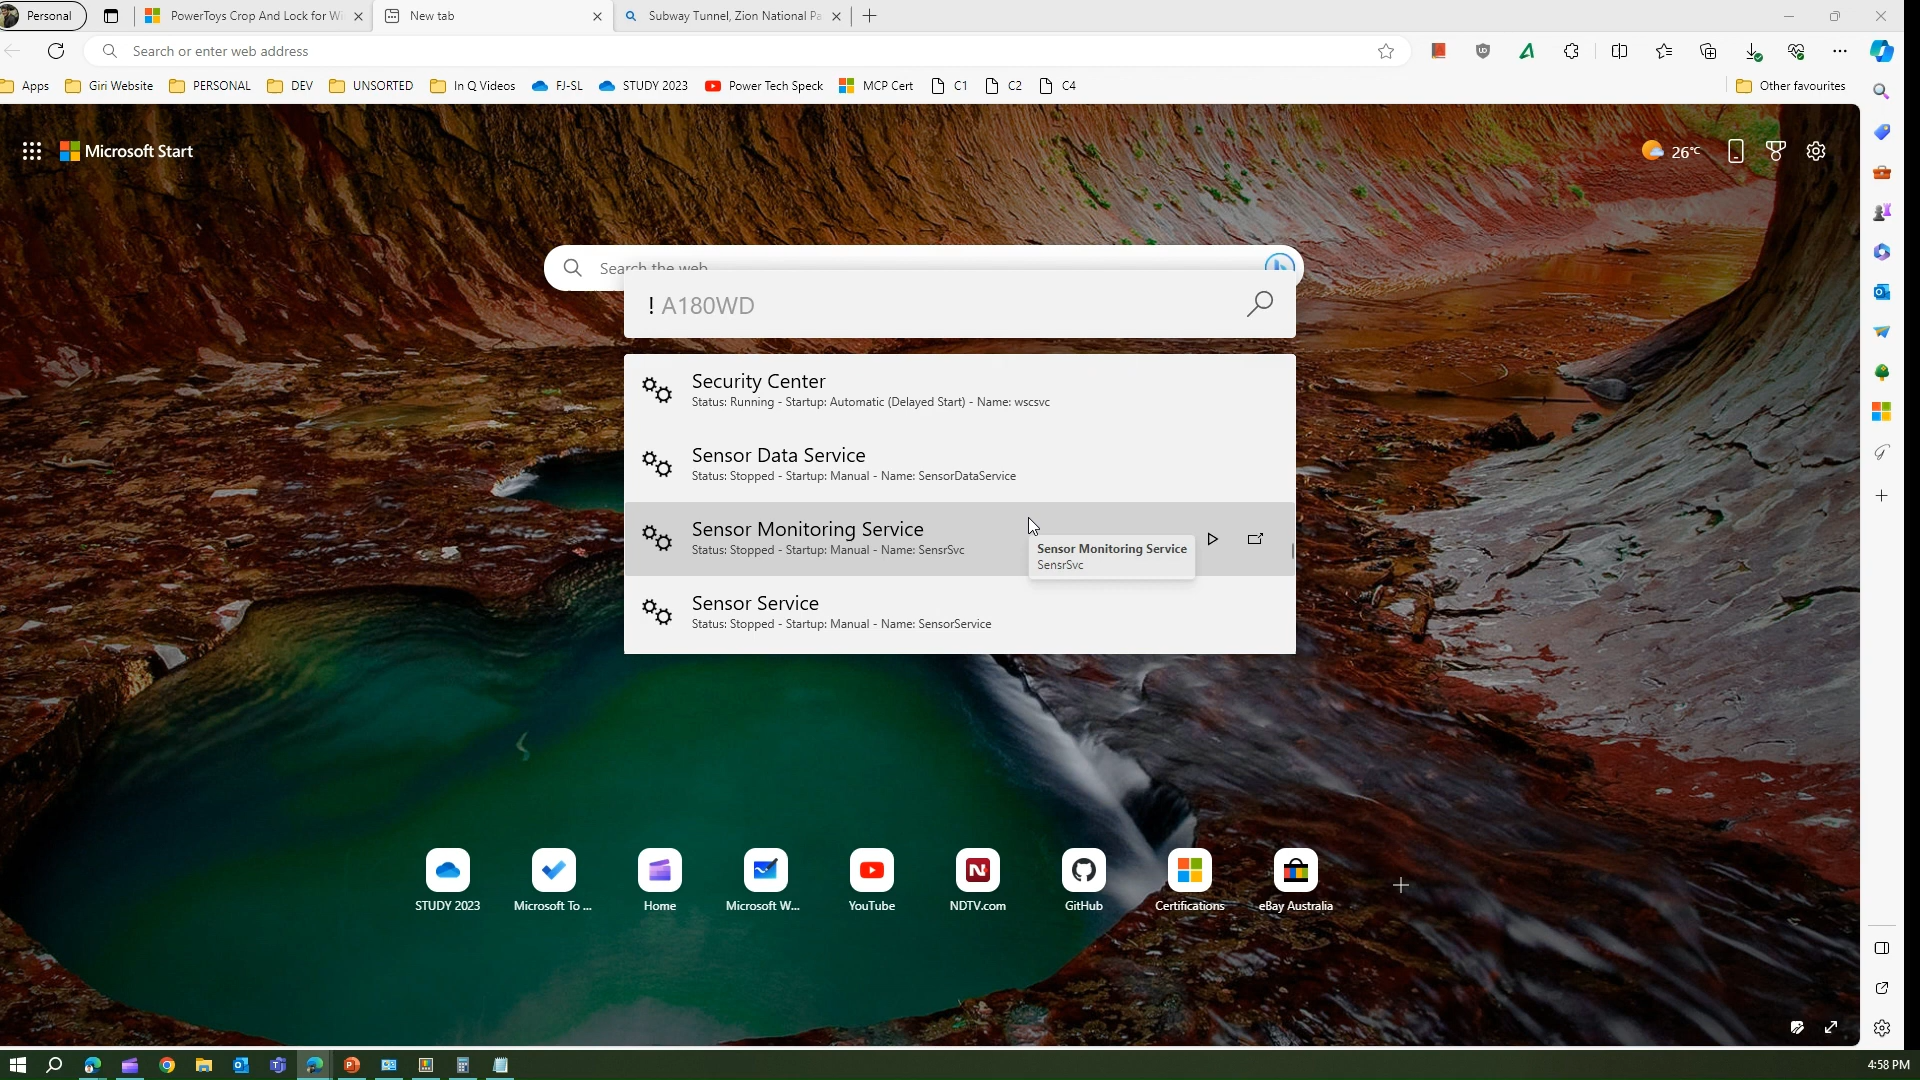 Personal
PowerToys Crop And Lock for Wi
New tab
Subway Tunnel, Zion National Pa
Search or enter web address
Apps
Giri Website
PERSONAL
DEV
UNSORTED
In Q Videos
FJ-SL
STUDY 2023
Power Tech Speck
MCP Cert
C1
C2
C4
Other favourites
Microsoft Start
26°C
Search the web
! A180WD
Security Center
Status: Running - Startup: Automatic (Delayed Start) - Name: wscsvc
Sensor Data Service
Status: Stopped - Startup: Manual - Name: SensorDataService
Sensor Monitoring Service
Status: Stopped - Startup: Manual - Name: SensrSvc
Sensor Monitoring Service
SensrSvc
Sensor Service
Status: Stopped - Startup: Manual - Name: SensorService
STUDY 2023
Microsoft To ...
Home
Microsoft W...
YouTube
NDTV.com
GitHub
Certifications
eBay Australia
4:58 PM